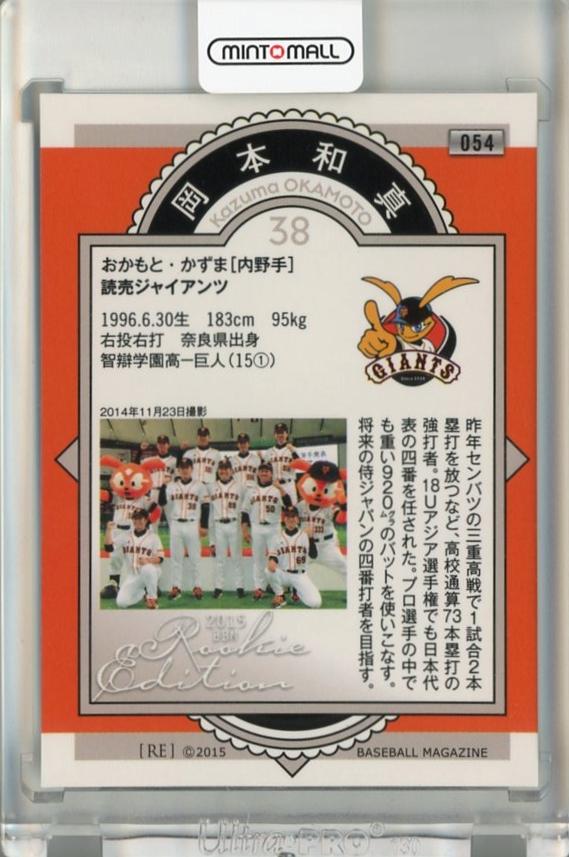 MINTMALL
054
岡本和真
Kazuma OKAMOTO
38
おかもと・かずま[内野手]
読売ジャイアンツ
1996.6.30生 183cm 95kg
右投右打 奈良県出身
智辯学園高ー巨人(15①)
GIANTS
2014年11月23日撮影
昨年センバツの三重高戦で1試合2本
塁打を放つなど、高校通算73本塁打の
強打者。18Uアジア選手権でも日本代
表の四番を任された。プロ選手の中で
も重い920グラムのバットを使いこなす。
将来の侍ジャパンの四番打者を目指す。
2015
BBM
Rookie
Edition
[RE] ©2015
BASEBALL MAGAZINE
Ultra·PRO®